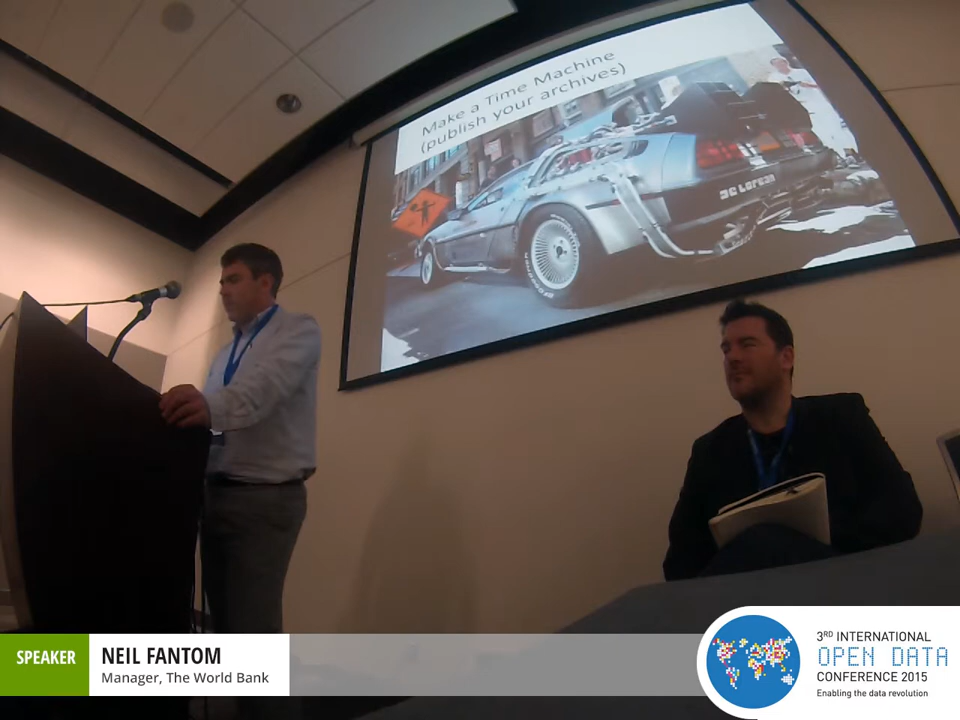 Make a Time Machine
(publish your archives)
DeLorean
SPEAKER
NEIL FANTOM
Manager, The World Bank
3RD INTERNATIONAL
OPEN DATA
CONFERENCE 2015
Enabling the data revolution